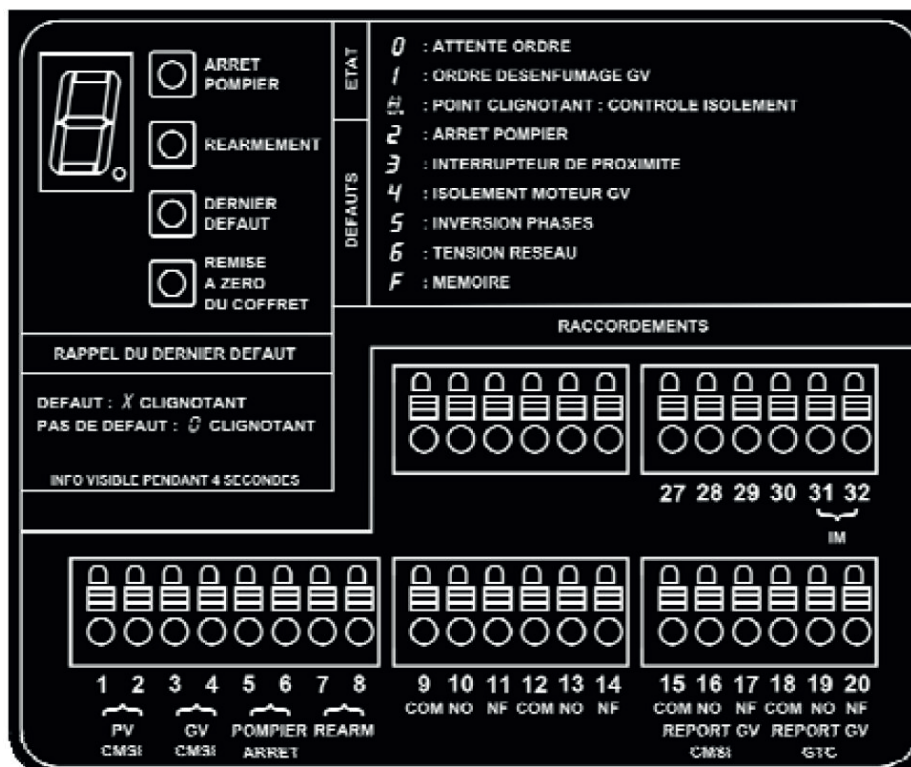 ARRET
POMPIER
REARMEMENT
DERNIER
DEFAUT
REMISE
A ZERO
DU COFFRET
ETAT
DEFAUTS
0 : ATTENTE ORDRE
1 : ORDRE DESENFUMAGE GV
8. : POINT CLIGNOTANT : CONTROLE ISOLEMENT
2 : ARRET POMPIER
3 : INTERRUPTEUR DE PROXIMITE
4 : ISOLEMENT MOTEUR GV
5 : INVERSION PHASES
6 : TENSION RESEAU
F : MEMOIRE
RAPPEL DU DERNIER DEFAUT
DEFAUT : X CLIGNOTANT
PAS DE DEFAUT : 0 CLIGNOTANT
INFO VISIBLE PENDANT 4 SECONDES
RACCORDEMENTS
27 28 29 30 31 32
IM
1 2 3 4 5 6 7 8
PV GV POMPIER REARM
CMSI CMSI ARRET
9 10 11 12 13 14
COM NO NF COM NO NF
15 16 17 18 19 20
COM NO NF COM NO NF
REPORT GV REPORT GV
CMSI GTC